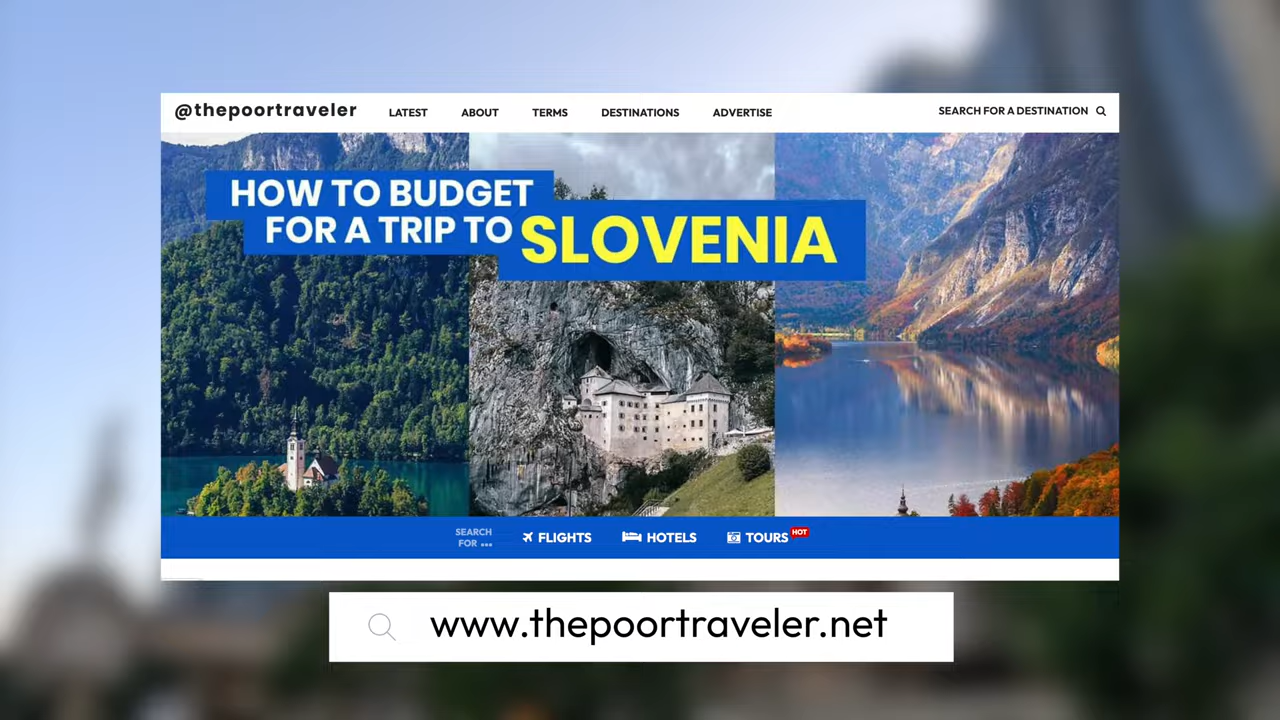 @thepoortraveler LATEST ABOUT TERMS DESTINATIONS ADVERTISE SEARCH FOR A DESTINATION
HOW TO BUDGET
FOR A TRIP TO SLOVENIA
SEARCH
FOR ...
FLIGHTS HOTELS TOURS HOT
www.thepoortraveler.net